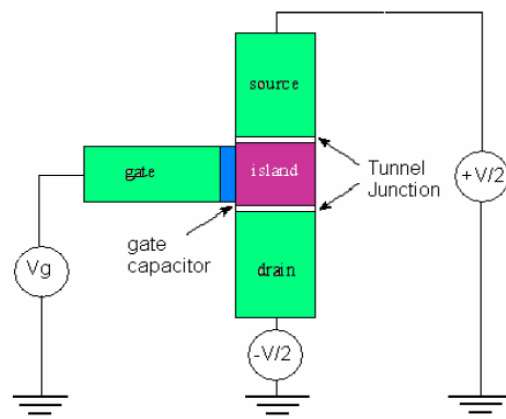 source
gate
island
Tunnel
Junction
+V/2
gate
capacitor
Vg
drain
-V/2